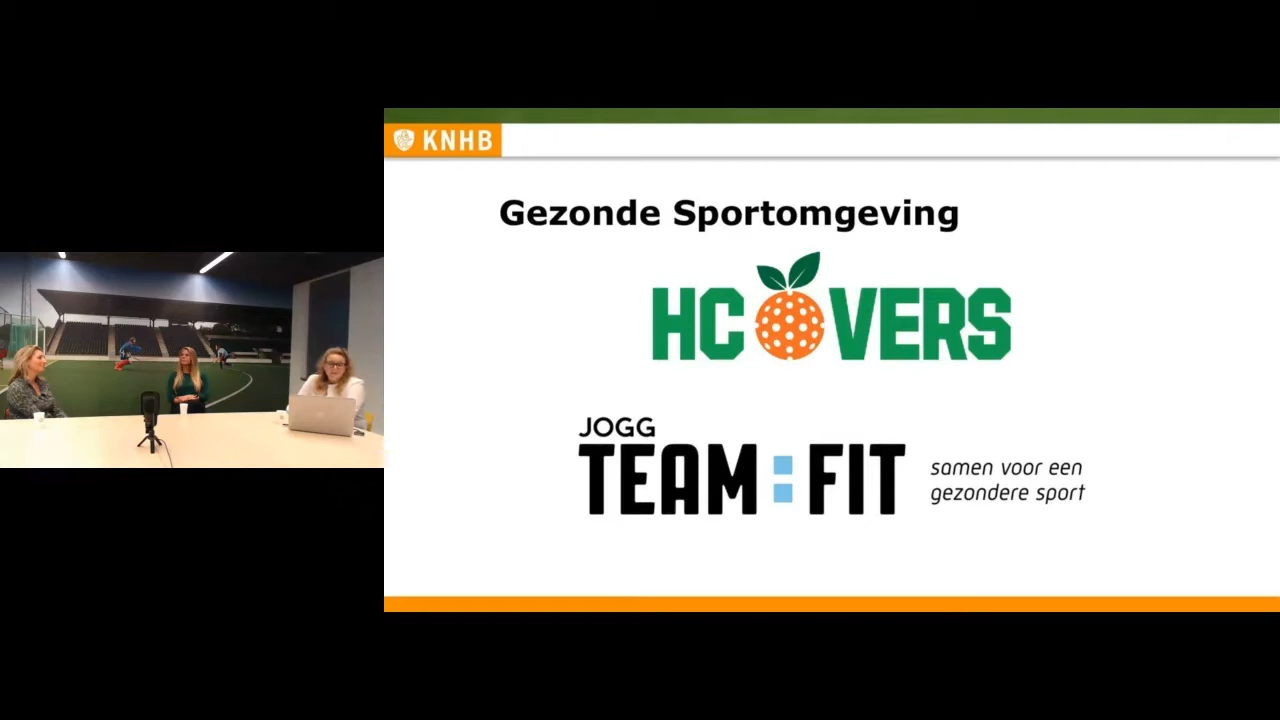 KNHB
Gezonde Sportomgeving
HC VERS
JOGG
TEAM:FIT
samen voor een
gezondere sport